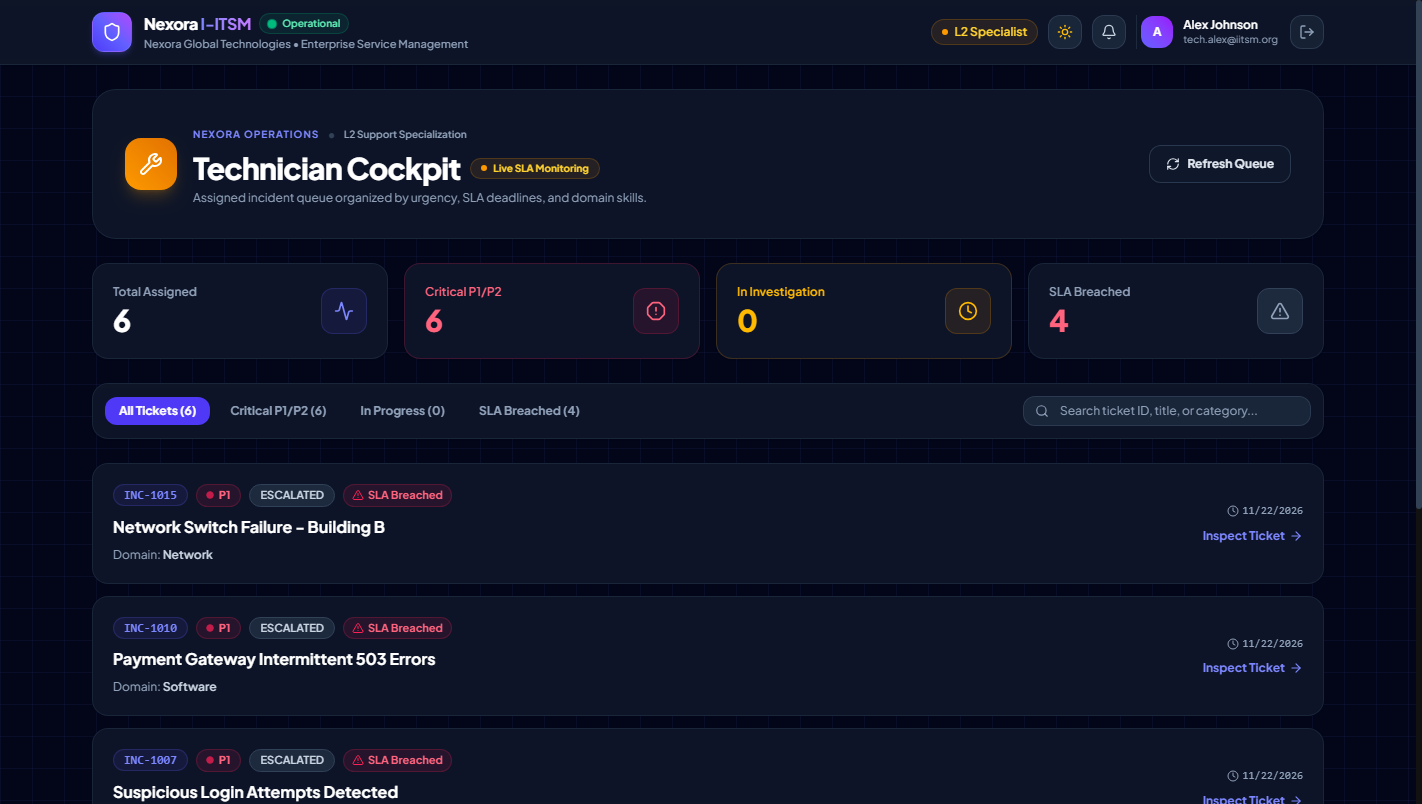 Nexora I-ITSM Operational
Nexora Global Technologies • Enterprise Service Management
L2 Specialist
A
Alex Johnson
tech.alex@iitsm.org
NEXORA OPERATIONS L2 Support Specialization
Technician Cockpit Live SLA Monitoring
Assigned incident queue organized by urgency, SLA deadlines, and domain skills.
Refresh Queue
Total Assigned
6
Critical P1/P2
6
In Investigation
0
SLA Breached
4
All Tickets (6) Critical P1/P2 (6) In Progress (0) SLA Breached (4) Search ticket ID, title, or category...
INC-1015 P1 ESCALATED SLA Breached
Network Switch Failure – Building B
Domain: Network
11/22/2026
Inspect Ticket →
INC-1010 P1 ESCALATED SLA Breached
Payment Gateway Intermittent 503 Errors
Domain: Software
11/22/2026
Inspect Ticket →
INC-1007 P1 ESCALATED SLA Breached
Suspicious Login Attempts Detected
11/22/2026
Inspect Ticket →